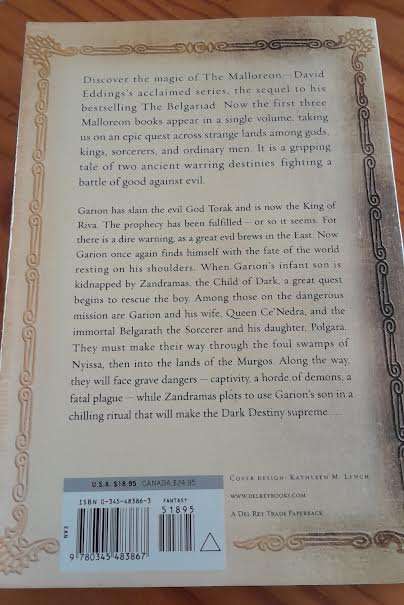 Discover the magic of The Malloreon—David
Eddings's acclaimed series, the sequel to his
bestselling The Belgariad. Now the first three
Malloreon books appear in a single volume, taking
us on an epic quest across strange lands among gods,
kings, sorcerers, and ordinary men. It is a gripping
tale of two ancient warring destinies fighting a
battle of good against evil.
Garion has slain the evil God Torak and is now the King of
Riva. The prophecy has been fulfilled—or so it seems. For
there is a dire warning, as a great evil brews in the East. Now
Garion once again finds himself with the fate of the world
resting on his shoulders. When Garion's infant son is
kidnapped by Zandramas, the Child of Dark, a great quest
begins to rescue the boy. Among those on the dangerous
mission are Garion and his wife, Queen Ce'Nedra, and the
immortal Belgarath the Sorcerer and his daughter, Polgara.
They must make their way through the foul swamps of
Nyissa, then into the lands of the Murgos. Along the way,
they will face grave dangers—captivity, a horde of demons, a
fatal plague—while Zandramas plots to use Garion's son in a
chilling ritual that will make the Dark Destiny supreme....
U.S.A. $18.95 CANADA $24.95
ISBN 0-345-48386-3 FANTASY
51895
EAN
9 780345 483867
Cover design: Kathleen M. Lynch
www.delreybooks.com
A Del Rey Trade Paperback